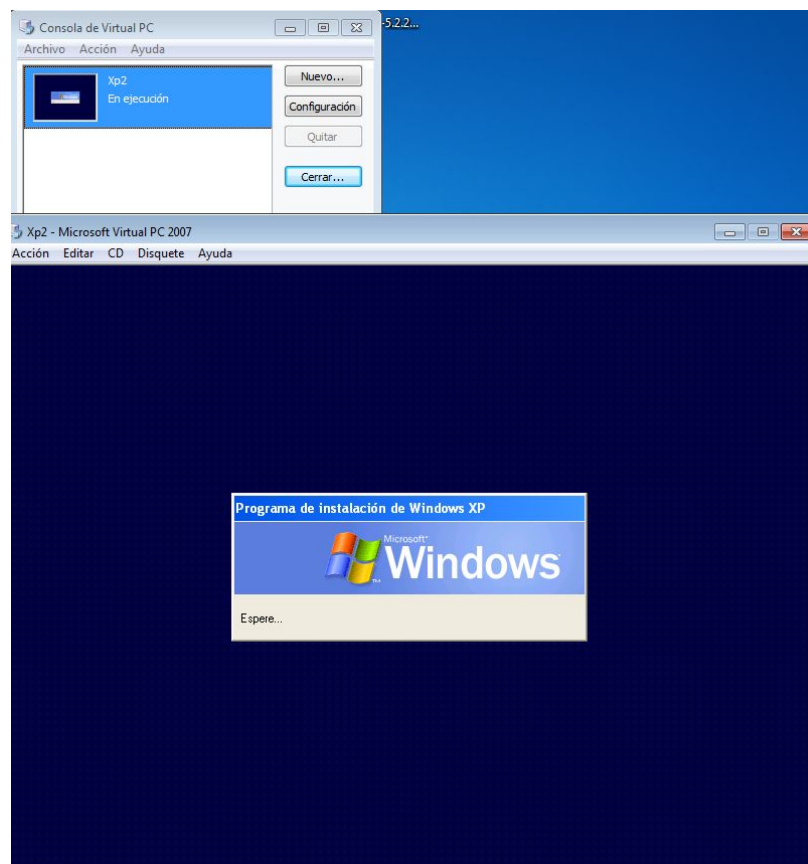 Consola de Virtual PC
-5.2.2...
Archivo Acción Ayuda
Xp2
En ejecución
Nuevo...
Configuración
Quitar
Cerrar...
Xp2 - Microsoft Virtual PC 2007
Acción Editar CD Disquete Ayuda
Programa de instalación de Windows XP
Microsoft
Windows
Espere...